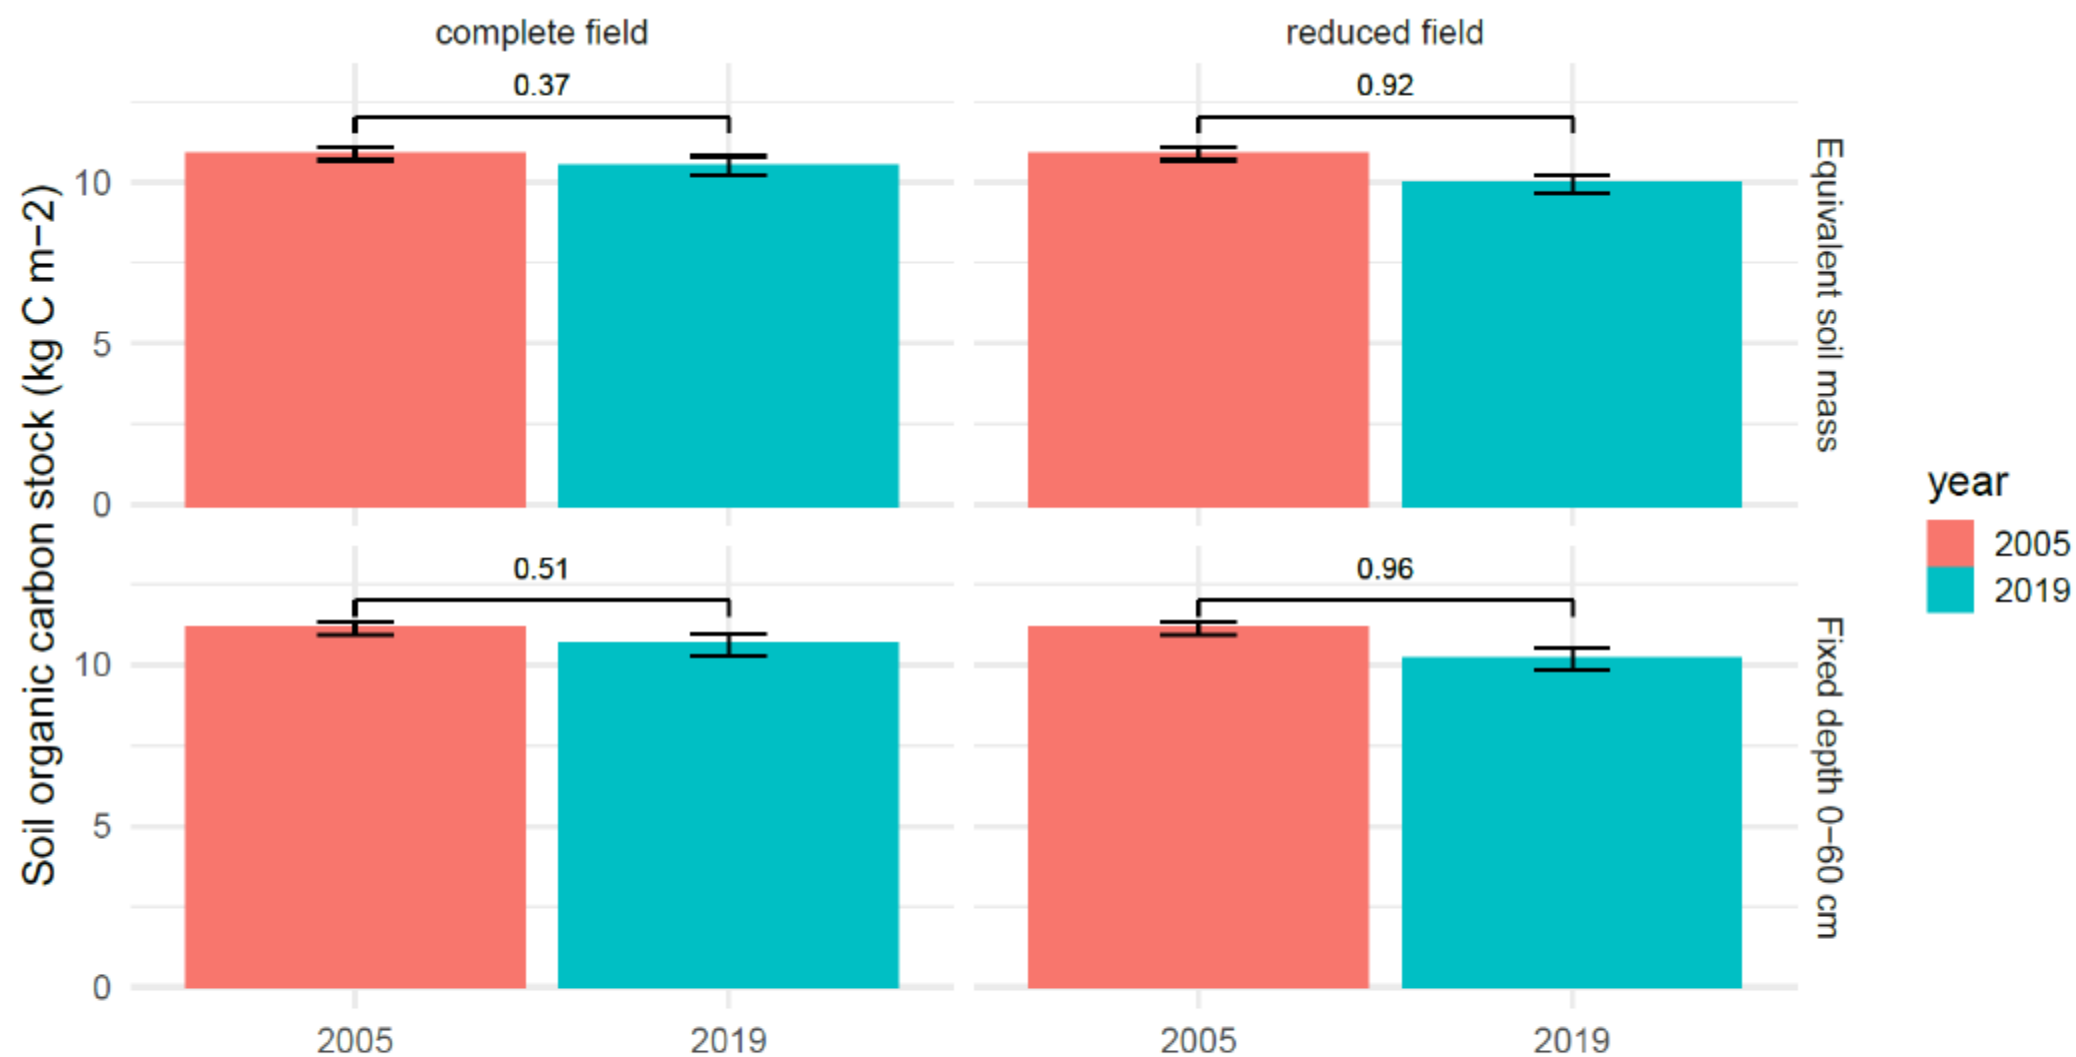 complete field
reduced field
0.37
0.92
10
5
0
Equivalent soil mass
Soil organic carbon stock (kg C m−2)
0.51
0.96
10
5
0
Fixed depth 0−60 cm
year
2005
2019
2005
2019
2005
2019